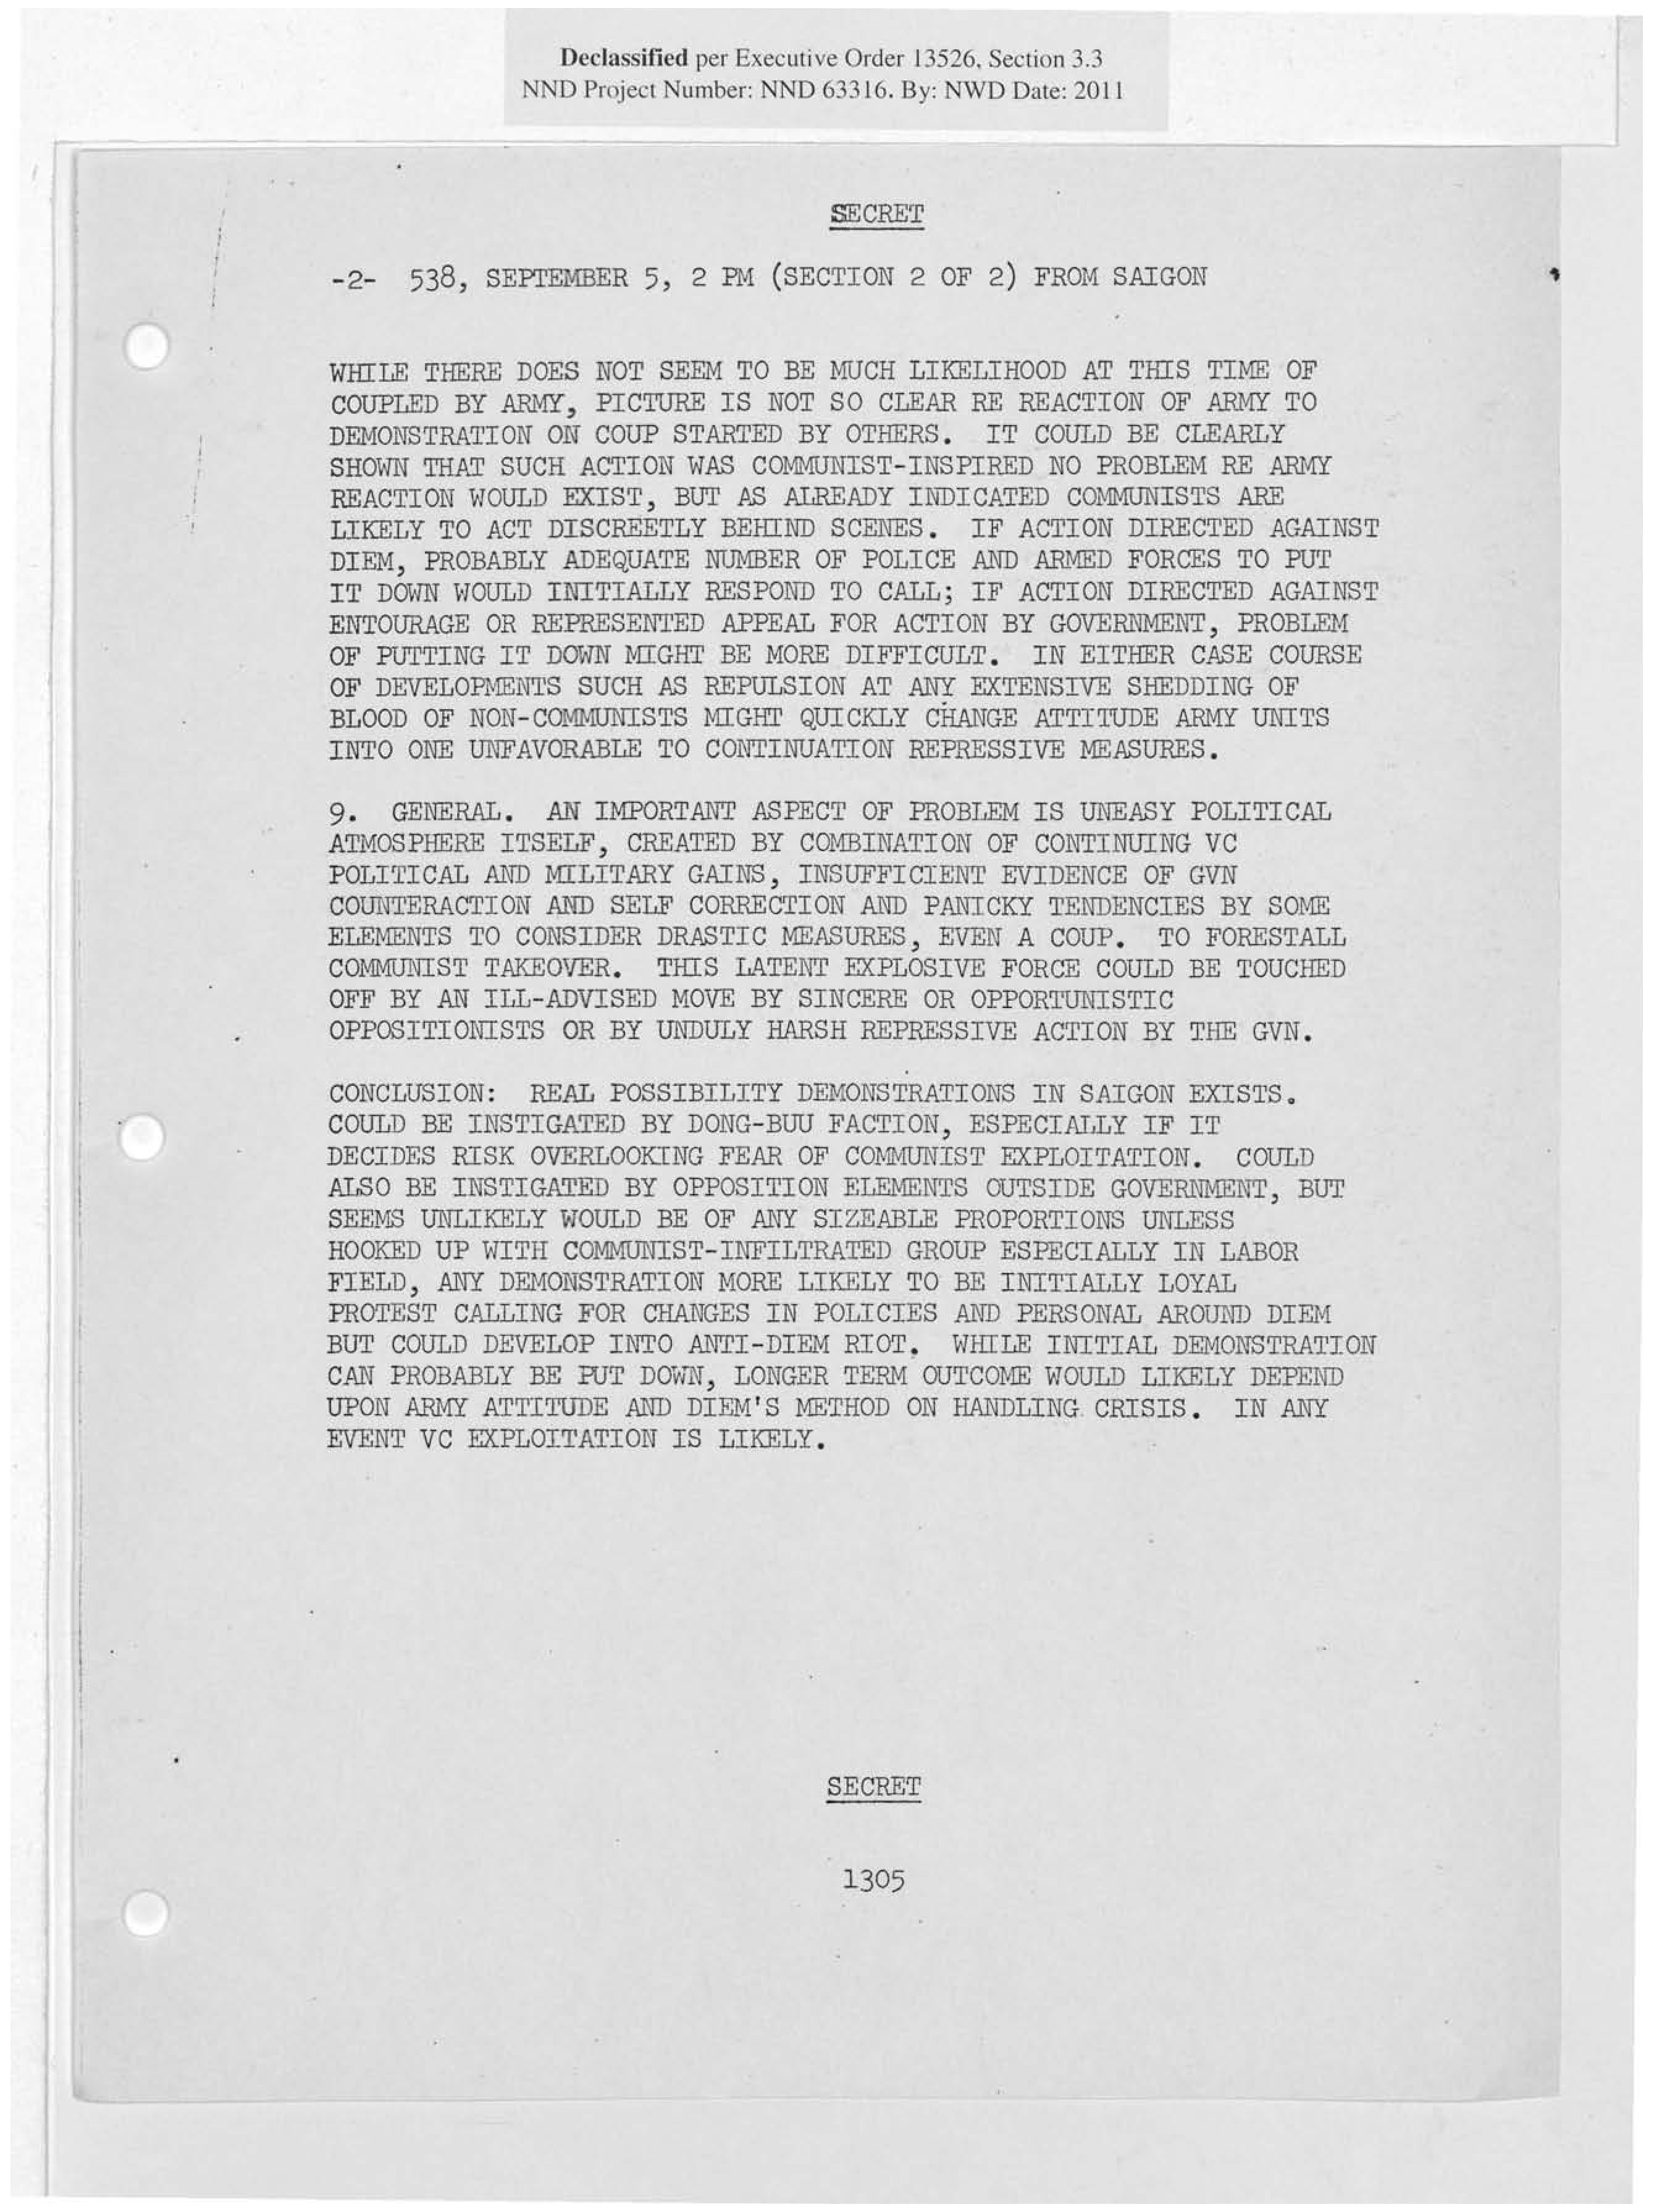 Declassified per Executive Order 13526, Section 3.3
NND Project Number: NND 63316. By: NWD Date: 2011
SECRET
-2- 538, SEPTEMBER 5, 2 PM (SECTION 2 OF 2) FROM SAIGON
WHILE THERE DOES NOT SEEM TO BE MUCH LIKELIHOOD AT THIS TIME OF
COUPLED BY ARMY, PICTURE IS NOT SO CLEAR RE REACTION OF ARMY TO
DEMONSTRATION ON COUP STARTED BY OTHERS. IT COULD BE CLEARLY
SHOWN THAT SUCH ACTION WAS COMMUNIST-INSPIRED NO PROBLEM RE ARMY
REACTION WOULD EXIST, BUT AS ALREADY INDICATED COMMUNISTS ARE
LIKELY TO ACT DISCREETLY BEHIND SCENES. IF ACTION DIRECTED AGAINST
DIEM, PROBABLY ADEQUATE NUMBER OF POLICE AND ARMED FORCES TO PUT
IT DOWN WOULD INITIALLY RESPOND TO CALL; IF ACTION DIRECTED AGAINST
ENTOURAGE OR REPRESENTED APPEAL FOR ACTION BY GOVERNMENT, PROBLEM
OF PUTTING IT DOWN MIGHT BE MORE DIFFICULT. IN EITHER CASE COURSE
OF DEVELOPMENTS SUCH AS REPULSION AT ANY EXTENSIVE SHEDDING OF
BLOOD OF NON-COMMUNISTS MIGHT QUICKLY CHANGE ATTITUDE ARMY UNITS
INTO ONE UNFAVORABLE TO CONTINUATION REPRESSIVE MEASURES.
9. GENERAL. AN IMPORTANT ASPECT OF PROBLEM IS UNEASY POLITICAL
ATMOSPHERE ITSELF, CREATED BY COMBINATION OF CONTINUING VC
POLITICAL AND MILITARY GAINS, INSUFFICIENT EVIDENCE OF GVN
COUNTERACTION AND SELF CORRECTION AND PANICKY TENDENCIES BY SOME
ELEMENTS TO CONSIDER DRASTIC MEASURES, EVEN A COUP. TO FORESTALL
COMMUNIST TAKEOVER. THIS LATENT EXPLOSIVE FORCE COULD BE TOUCHED
OFF BY AN ILL-ADVISED MOVE BY SINCERE OR OPPORTUNISTIC
OPPOSITIONISTS OR BY UNDULY HARSH REPRESSIVE ACTION BY THE GVN.
CONCLUSION: REAL POSSIBILITY DEMONSTRATIONS IN SAIGON EXISTS.
COULD BE INSTIGATED BY DONG-BUU FACTION, ESPECIALLY IF IT
DECIDES RISK OVERLOOKING FEAR OF COMMUNIST EXPLOITATION. COULD
ALSO BE INSTIGATED BY OPPOSITION ELEMENTS OUTSIDE GOVERNMENT, BUT
SEEMS UNLIKELY WOULD BE OF ANY SIZEABLE PROPORTIONS UNLESS
HOOKED UP WITH COMMUNIST-INFILTRATED GROUP ESPECIALLY IN LABOR
FIELD, ANY DEMONSTRATION MORE LIKELY TO BE INITIALLY LOYAL
PROTEST CALLING FOR CHANGES IN POLICIES AND PERSONAL AROUND DIEM
BUT COULD DEVELOP INTO ANTI-DIEM RIOT. WHILE INITIAL DEMONSTRATION
CAN PROBABLY BE PUT DOWN, LONGER TERM OUTCOME WOULD LIKELY DEPEND
UPON ARMY ATTITUDE AND DIEM'S METHOD ON HANDLING CRISIS. IN ANY
EVENT VC EXPLOITATION IS LIKELY.
SECRET
1305